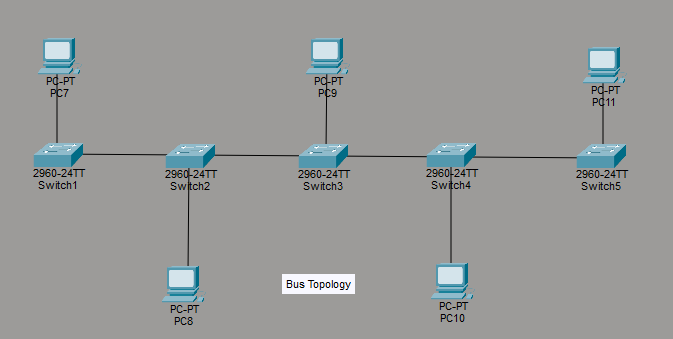 PC-PT
PC7
PC-PT
PC9
PC-PT
PC11
2960-24TT
Switch1
2960-24TT
Switch2
2960-24TT
Switch3
2960-24TT
Switch4
2960-24TT
Switch5
PC-PT
PC8
Bus Topology
PC-PT
PC10